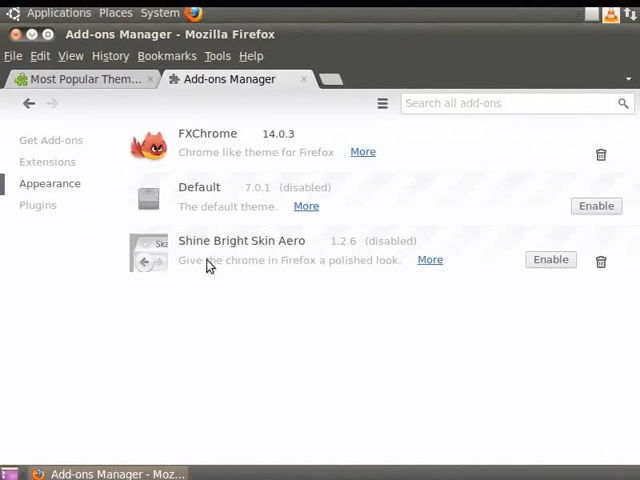 Applications Places System
Add-ons Manager - Mozilla Firefox
File Edit View History Bookmarks Tools Help
Most Popular Them... × Add-ons Manager ×
Search all add-ons
Get Add-ons
Extensions
Appearance
Plugins
FXChrome 14.0.3
Chrome like theme for Firefox More
Default 7.0.1 (disabled)
The default theme. More
Enable
Shine Bright Skin Aero 1.2.6 (disabled)
Give the chrome in Firefox a polished look. More
Enable
Add-ons Manager - Moz...